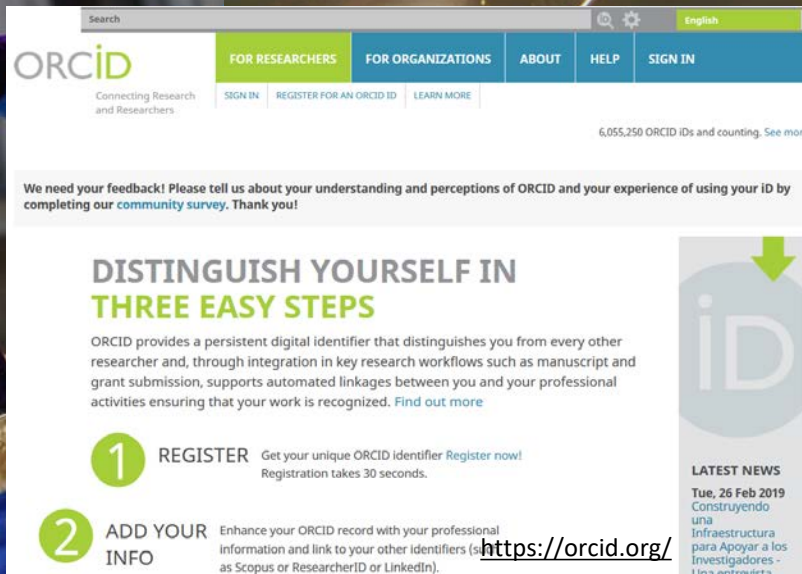 Search
English
ORCID
Connecting Research
and Researchers
FOR RESEARCHERS
FOR ORGANIZATIONS
ABOUT
HELP
SIGN IN
SIGN IN
REGISTER FOR AN ORCID ID
LEARN MORE
6,055,250 ORCID iDs and counting. See mor
We need your feedback! Please tell us about your understanding and perceptions of ORCID and your experience of using your iD by
completing our community survey. Thank you!
DISTINGUISH YOURSELF IN
THREE EASY STEPS
ORCID provides a persistent digital identifier that distinguishes you from every other
researcher and, through integration in key research workflows such as manuscript and
grant submission, supports automated linkages between you and your professional
activities ensuring that your work is recognized. Find out more
1
REGISTER
Get your unique ORCID identifier Register now!
Registration takes 30 seconds.
2
ADD YOUR
INFO
Enhance your ORCID record with your professional
information and link to your other identifiers
as Scopus or ResearcherID or LinkedIn).
https://orcid.org/
iD
LATEST NEWS
Tue, 26 Feb 2019
Construyendo
una
Infraestructura
para Apoyar a los
Investigadores -
Una entrevista